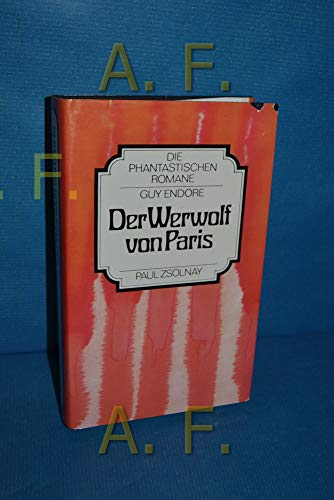 A. F.
DIE
PHANTASTISCHEN
ROMANE
GUY ENDORE
Der Werwolf
von Paris
PAUL ZSOLNAY
. F.
A. F.